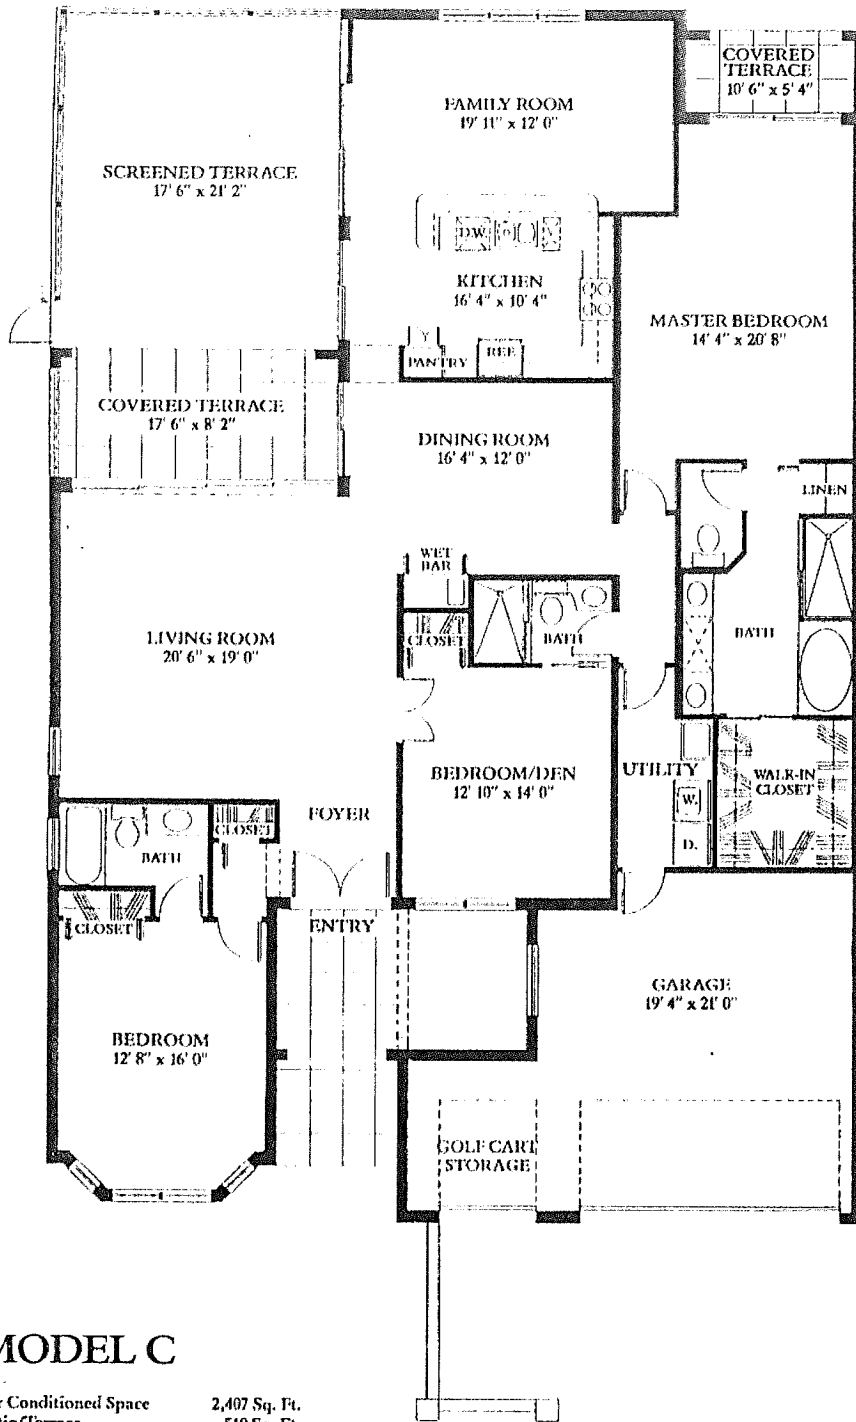 COVERED
TERRACE
10' 6" x 5' 4"
FAMILY ROOM
19' 11" x 12' 0"
SCREENED TERRACE
17' 6" x 21' 2"
D.W.
KITCHEN
16' 4" x 10' 4"
MASTER BEDROOM
14' 4" x 20' 8"
PANTRY
REF.
COVERED TERRACE
17' 6" x 8' 2"
DINING ROOM
16' 4" x 12' 0"
LINEN
WET
BAR
CLOSET
BATH
BATH
LIVING ROOM
20' 6" x 19' 0"
BEDROOM/DEN
12' 10" x 14' 0"
UTILITY
WALK-IN
CLOSET
W.
D.
FOYER
CLOSET
BATH
CLOSET
ENTRY
GARAGE
19' 4" x 21' 0"
BEDROOM
12' 8" x 16' 0"
GOLF CART
STORAGE
MODEL C
Conditioned Space 2,407 Sq. Ft.